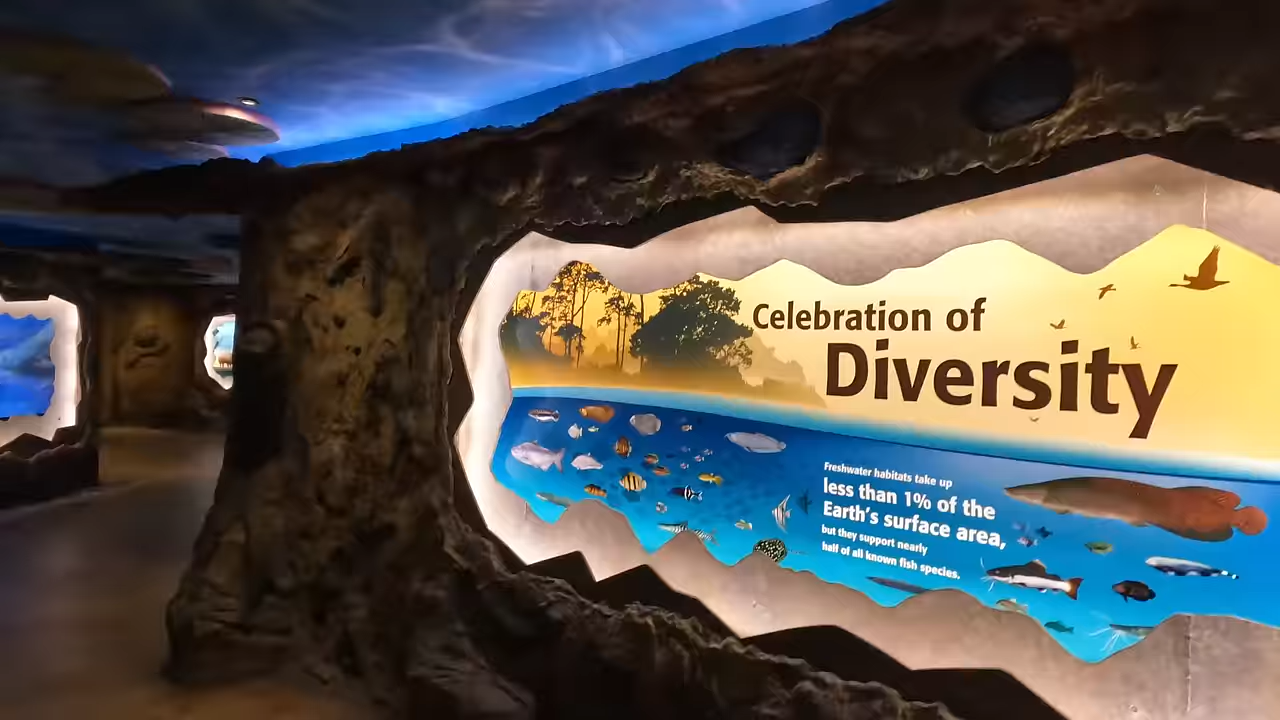 Celebration of
Diversity
Freshwater habitats take up
less than 1% of the
Earth's surface area,
but they support nearly
half of all known fish species.